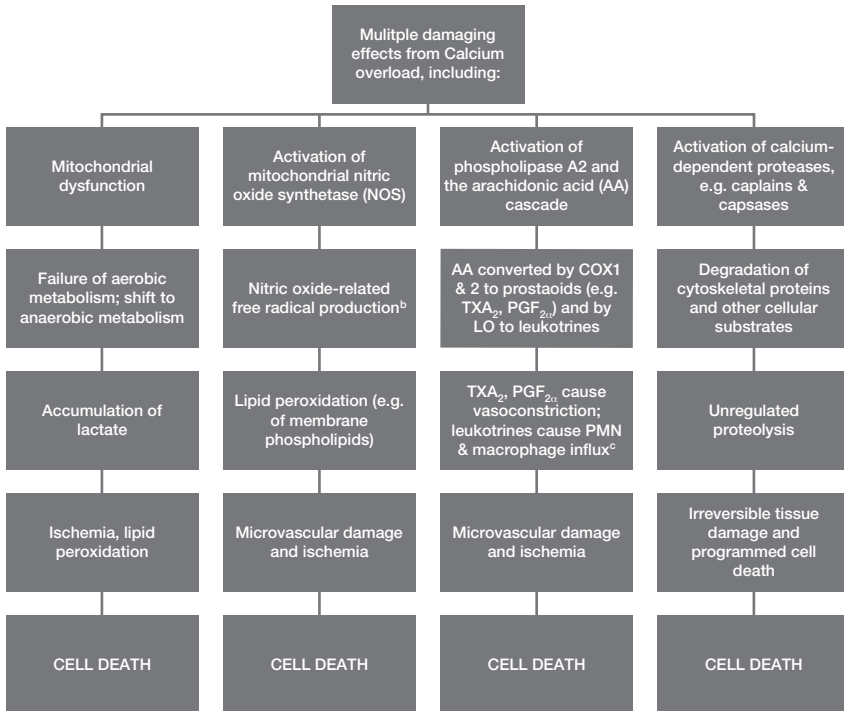 Mulitple damaging
effects from Calcium
overload, including:
Mitochondrial
dysfunction
Failure of aerobic
metabolism; shift to
anaerobic metabolism
Accumulation of
lactate
Ischemia, lipid
peroxidation
CELL DEATH
Activation of
mitochondrial nitric
oxide synthetase (NOS)
Nitric oxide-related
free radical productionᵇ
Lipid peroxidation (e.g.
of membrane
phospholipids)
Microvascular damage
and ischemia
CELL DEATH
Activation of
phospholipase A2 and
the arachidonic acid (AA)
cascade
AA converted by COX1
& 2 to prostaoids (e.g.
TXA₂, PGF₂α) and by
LO to leukotrines
TXA₂, PGF₂α cause
vasoconstriction;
leukotrines cause PMN
& macrophage influxᶜ
Microvascular damage
and ischemia
CELL DEATH
Activation of calcium-
dependent proteases,
e.g. caplains &
capsases
Degradation of
cytoskeletal proteins
and other cellular
substrates
Unregulated
proteolysis
Irreversible tissue
damage and
programmed cell
death
CELL DEATH